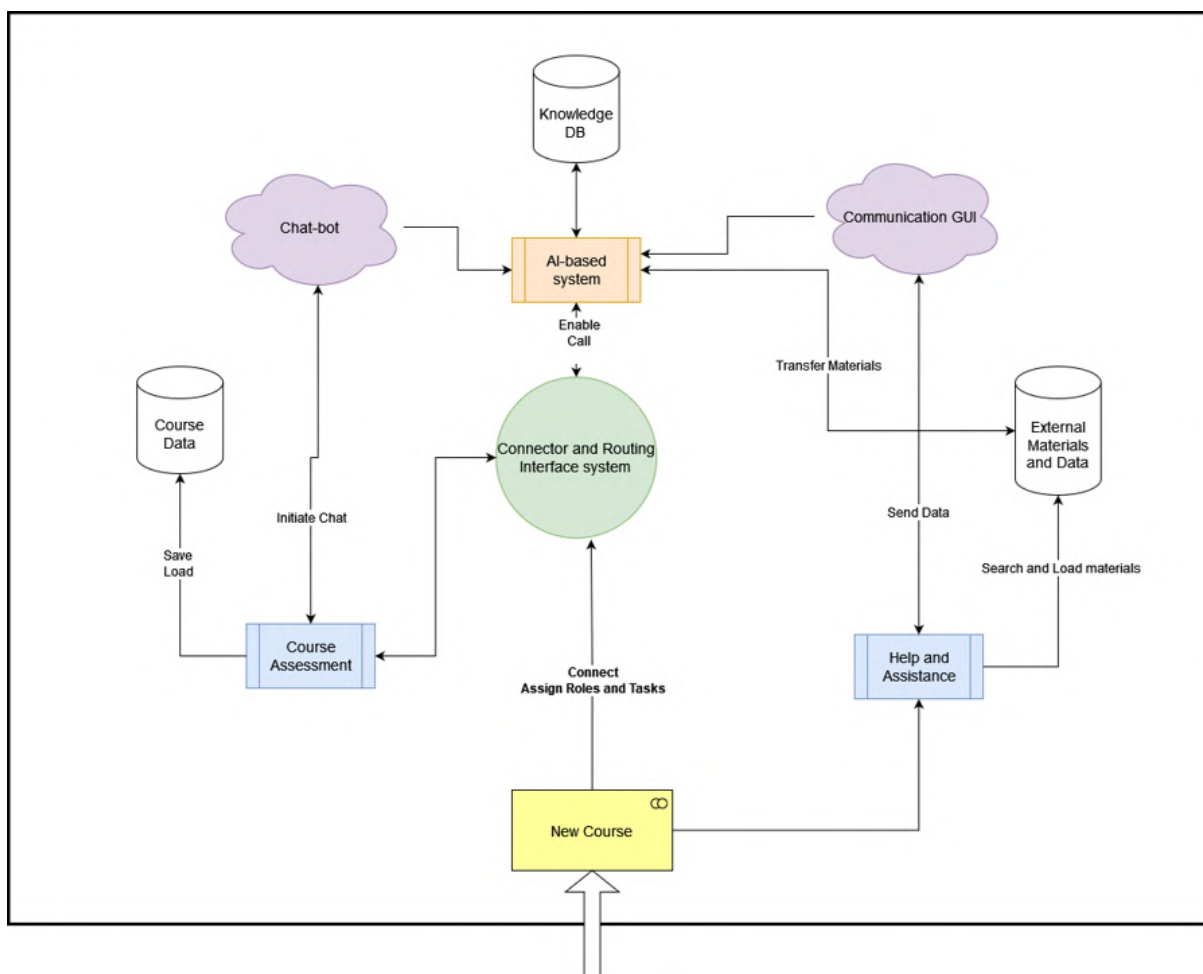 Knowledge
DB
Chat-bot
Communication GUI
AI-based
system
Enable
Call
Transfer Materials
Course
Data
External
Materials
and Data
Connector and Routing
Interface system
Initiate Chat
Send Data
Save
Load
Search and Load materials
Course
Assessment
Help and
Assistance
Connect
Assign Roles and Tasks
New Course